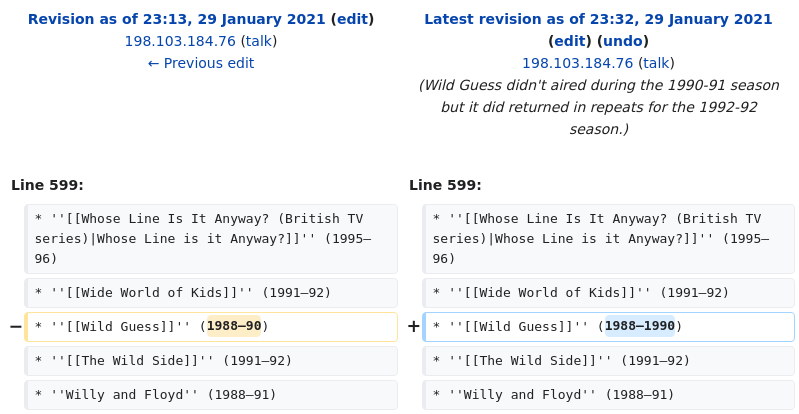 Revision as of 23:13, 29 January 2021 (edit)
198.103.184.76 (talk)
← Previous edit
Latest revision as of 23:32, 29 January 2021
(edit) (undo)
198.103.184.76 (talk)
(Wild Guess didn't aired during the 1990-91 season
but it did returned in repeats for the 1992-92
season.)
Line 599:
* ''[[Whose Line Is It Anyway? (British TV
series)|Whose Line is it Anyway?]]'' (1995–
96)
* ''[[Wide World of Kids]]'' (1991–92)
− * ''[[Wild Guess]]'' (1988–90)
* ''[[The Wild Side]]'' (1991–92)
* ''Willy and Floyd'' (1988–91)
Line 599:
* ''[[Whose Line Is It Anyway? (British TV
series)|Whose Line is it Anyway?]]'' (1995–
96)
* ''[[Wide World of Kids]]'' (1991–92)
+ * ''[[Wild Guess]]'' (1988–1990)
* ''[[The Wild Side]]'' (1991–92)
* ''Willy and Floyd'' (1988–91)